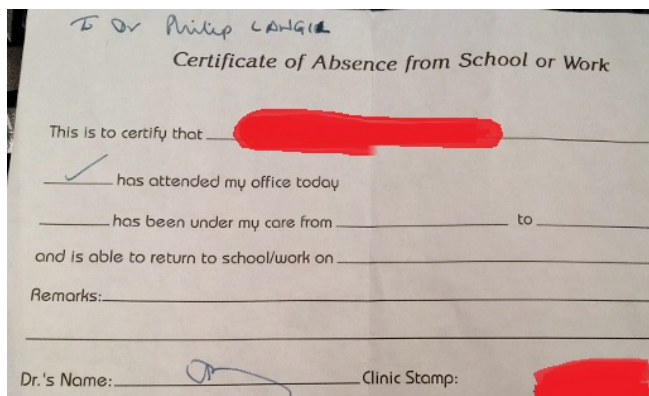 To Dr Philip LANGILL
Certificate of Absence from School or Work
This is to certify that
has attended my office today
has been under my care from to
and is able to return to school/work on
Remarks:
Dr.'s Name: Clinic Stamp: